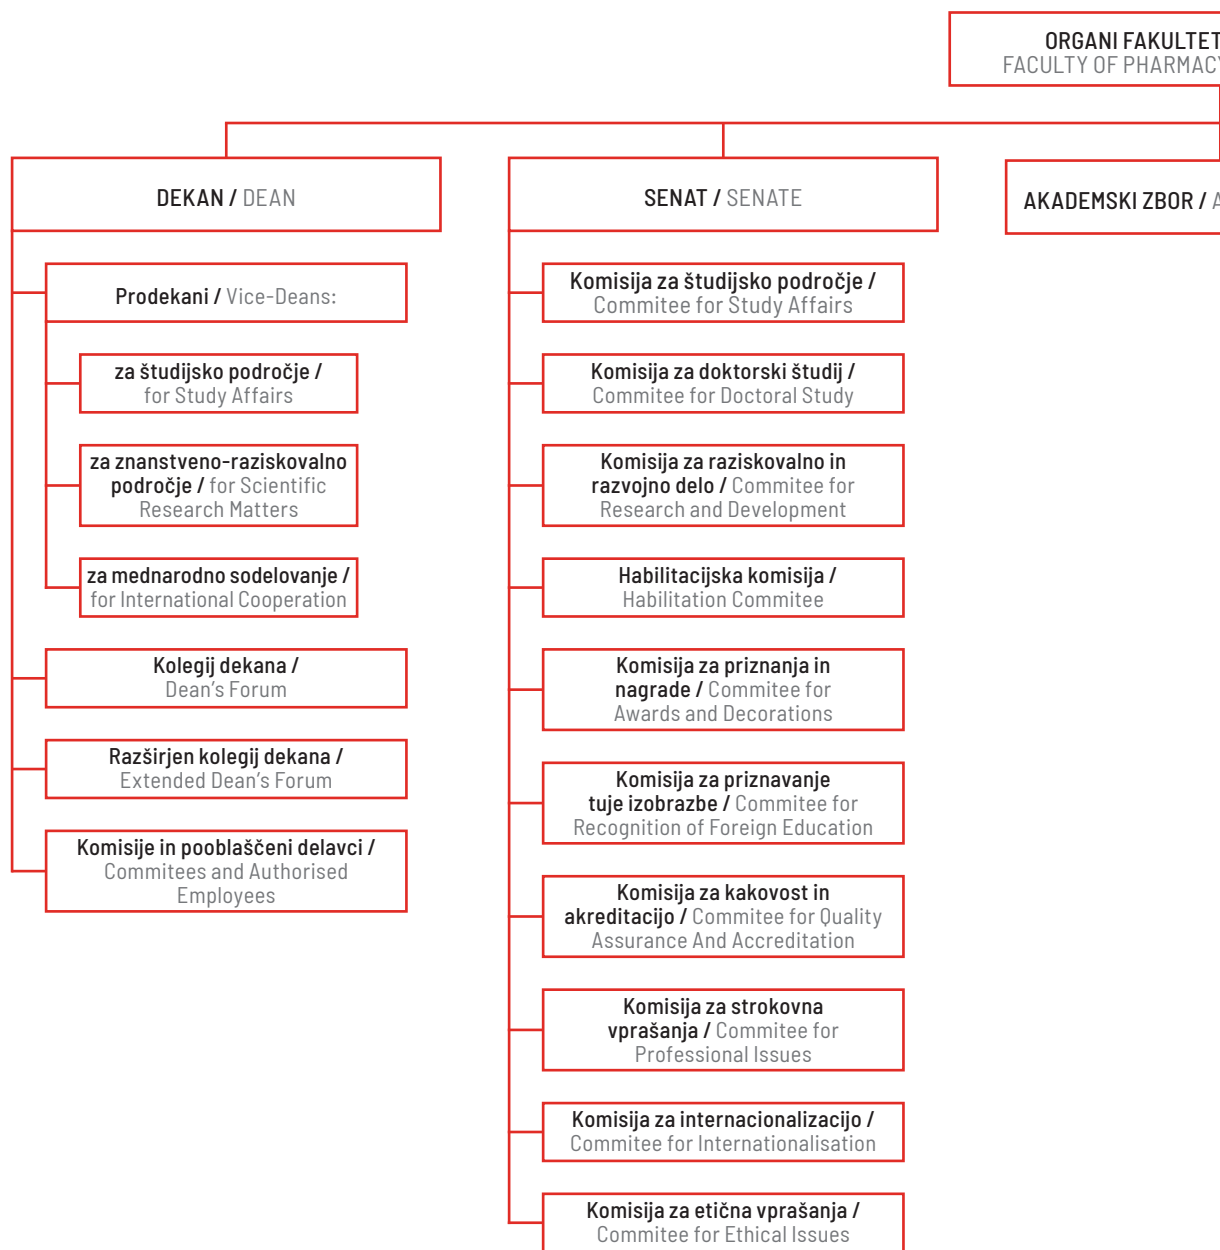 ORGANI FAKULTET
FACULTY OF PHARMACY
DEKAN / DEAN
Prodekani / Vice-Deans:
za študijsko področje /
for Study Affairs
za znanstveno-raziskovalno
področje / for Scientific
Research Matters
za mednarodno sodelovanje /
for International Cooperation
Kolegij dekana /
Dean's Forum
Razširjen kolegij dekana /
Extended Dean's Forum
Komisije in pooblaščeni delavci /
Commitees and Authorised
Employees
SENAT / SENATE
Komisija za študijsko področje /
Commitee for Study Affairs
Komisija za doktorski študij /
Commitee for Doctoral Study
Komisija za raziskovalno in
razvojno delo / Commitee for
Research and Development
Habilitacijska komisija /
Habilitation Commitee
Komisija za priznanja in
nagrade / Commitee for
Awards and Decorations
Komisija za priznavanje
tuje izobrazbe / Commitee for
Recognition of Foreign Education
Komisija za kakovost in
akreditacijo / Commitee for Quality
Assurance And Accreditation
Komisija za strokovna
vprašanja / Commitee for
Professional Issues
Komisija za internacionalizacijo /
Commitee for Internationalisation
Komisija za etična vprašanja /
Commitee for Ethical Issues
AKADEMSKI ZBOR /